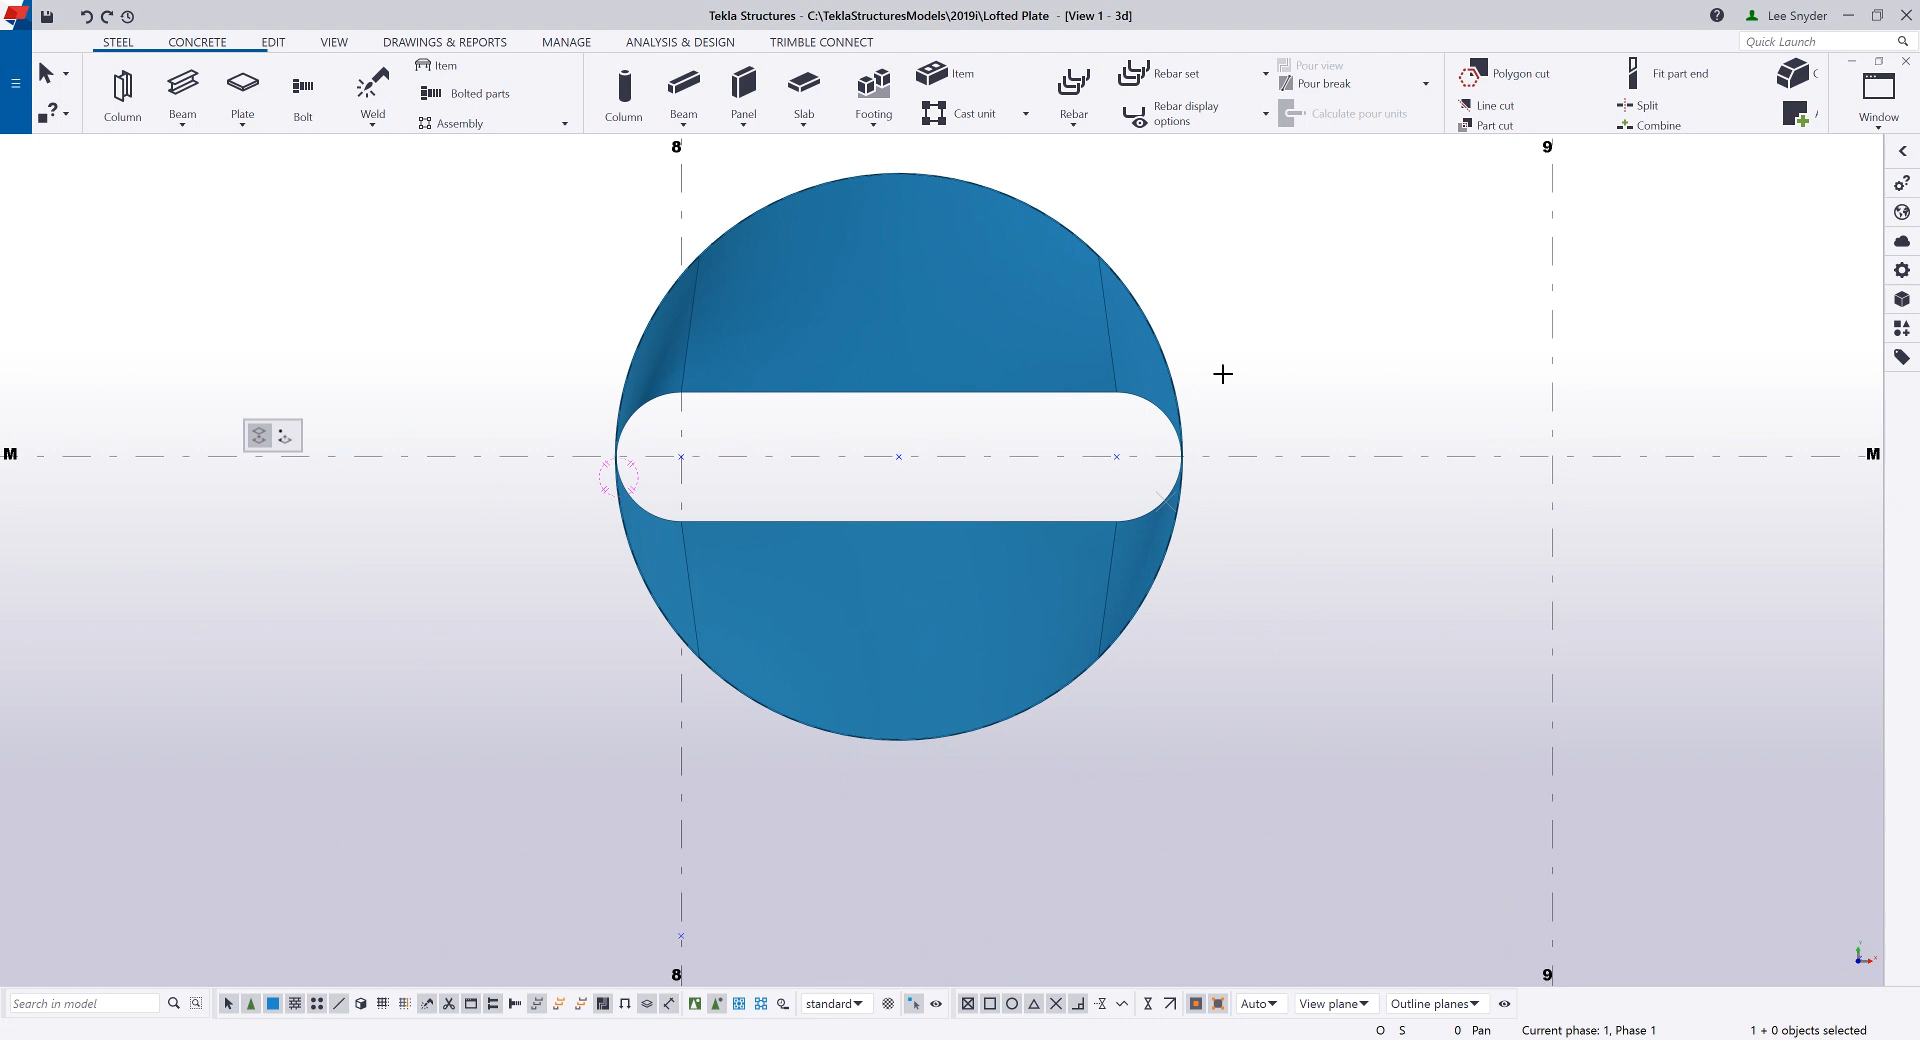 Tekla Structures - C:\TeklaStructuresModels\2019i\Lofted Plate - [View 1 - 3d]
Lee Snyder
STEEL CONCRETE EDIT VIEW DRAWINGS & REPORTS MANAGE ANALYSIS & DESIGN TRIMBLE CONNECT
Quick Launch
Column
Beam
Plate
Bolt
Weld
Item
Bolted parts
Assembly
Column
Beam
Panel
Slab
Footing
Item
Cast unit
Rebar
Rebar set
Rebar display
options
Pour view
Pour break
Calculate pour units
Polygon cut
Line cut
Part cut
Fit part end
Split
Combine
Window
8
9
M
M
8
9
Search in model
standard
Auto
View plane
Outline planes
O S 0 Pan Current phase: 1, Phase 1 1 + 0 objects selected